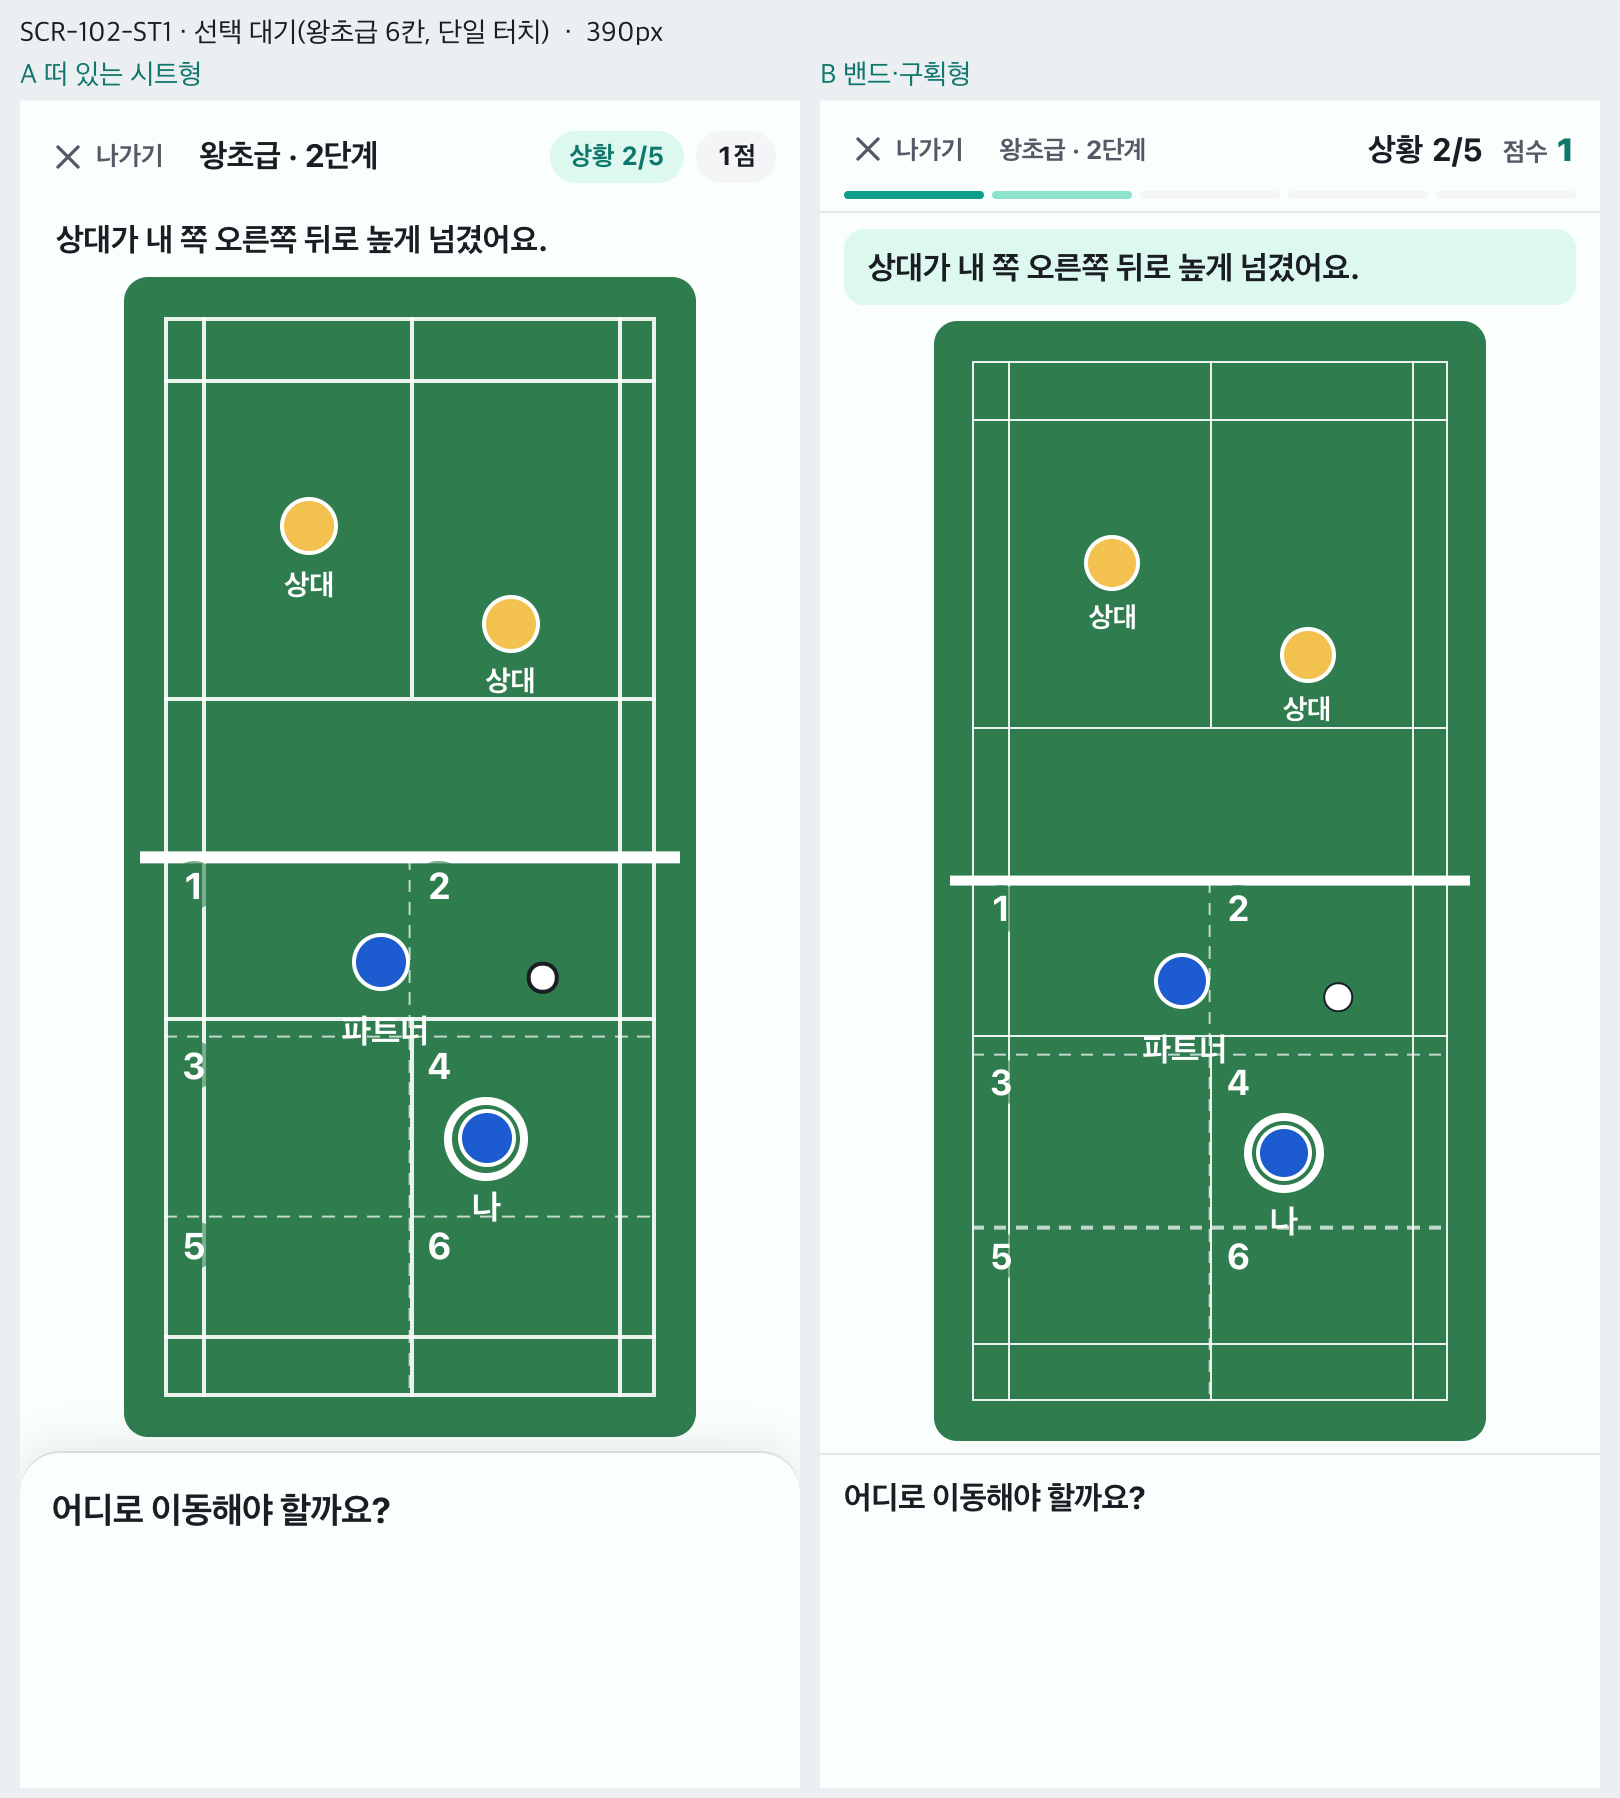 SCR-102-ST1 · 선택 대기(왕초급 6칸, 단일 터치) · 390px
A 떠 있는 시트형
나가기 왕초급 · 2단계 상황 2/5 1점
상대가 내 쪽 오른쪽 뒤로 높게 넘겼어요.
상대
상대
1 2
파트너
3 4
나
5 6
어디로 이동해야 할까요?
B 밴드·구획형
나가기 왕초급 · 2단계 상황 2/5 점수 1
상대가 내 쪽 오른쪽 뒤로 높게 넘겼어요.
상대
상대
1 2
파트너
3 4
나
5 6
어디로 이동해야 할까요?